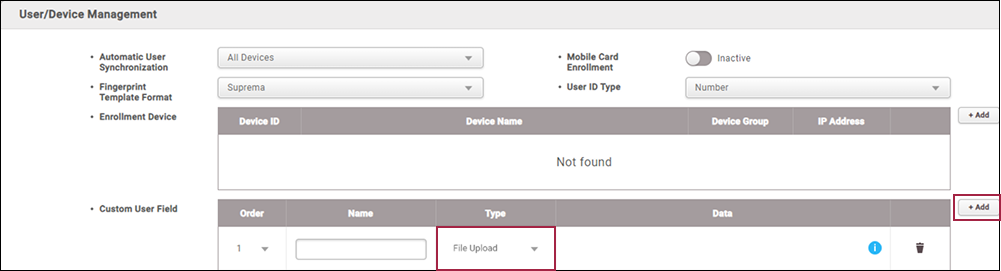 User/Device Management
• Automatic User Synchronization
All Devices
• Mobile Card Enrollment
Inactive
• Fingerprint Template Format
Suprema
• User ID Type
Number
• Enrollment Device
Device ID Device Name Device Group IP Address
+ Add
Not found
• Custom User Field
Order Name Type Data
+ Add
1 File Upload i